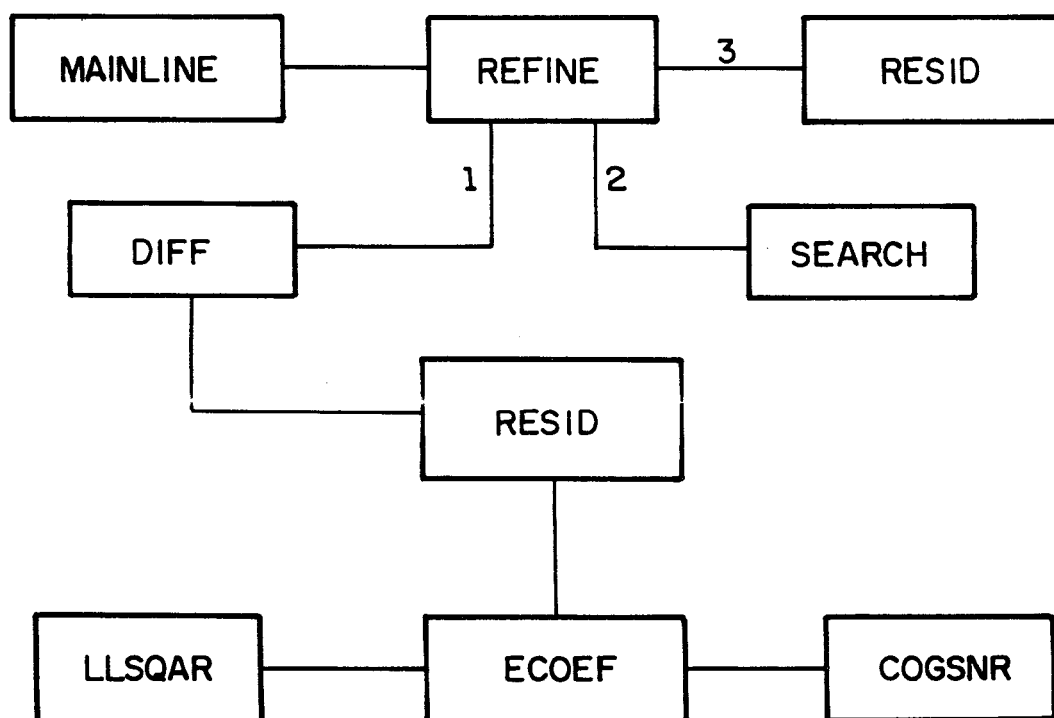 MAINLINE
REFINE
3
RESID
1
2
DIFF
SEARCH
RESID
LLSQAR
ECOEF
COGSNR